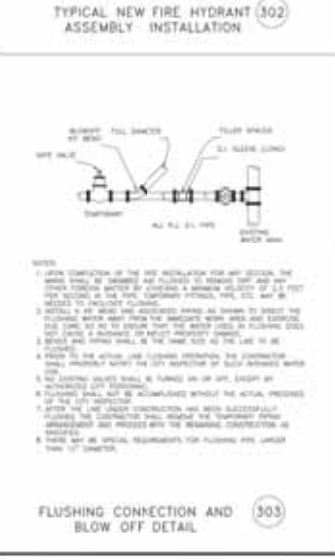 TYPICAL NEW FIRE HYDRANT 302
ASSEMBLY INSTALLATION
BLOWOFF FULL DIAMETER
45° BEND
FILLER SPACER
D.I. SLEEVE (LONG)
GATE VALVE
TEMPORARY
ALL R.J. D.I. PIPE
EXISTING
WATER MAIN
NOTES:
1. UPON COMPLETION OF THE PIPE INSTALLATION FOR ANY SECTION, THE
MAINS SHALL BE SWABBED AND FLUSHED TO REMOVE DIRT AND ANY
OTHER FOREIGN MATTER BY ACHIEVING A MINIMUM VELOCITY OF 2.5 FEET
PER SECOND IN THE PIPE. TEMPORARY FITTINGS, PIPE, ETC. MAY BE
NEEDED TO FACILITATE FLUSHING.
2. INSTALL A 45° BEND AND ASSOCIATED PIPING AS SHOWN TO DIRECT THE
FLUSHING WATER AWAY FROM THE IMMEDIATE WORK AREA AND EXERCISE
DUE CARE SO AS TO ENSURE THAT THE WATER USED IN FLUSHING DOES
NOT CAUSE A NUISANCE OR INFLICT PROPERTY DAMAGE.
3. BENDS AND PIPING SHALL BE THE SAME SIZE AS THE LINE TO BE
FLUSHED.
4. PRIOR TO THE ACTUAL LINE FLUSHING OPERATION, THE CONTRACTOR
SHALL PROPERLY NOTIFY THE CITY INSPECTOR OF SUCH INTENDED WATER
USE.
5. NO EXISTING VALVES SHALL BE TURNED ON OR OFF, EXCEPT BY
AUTHORIZED CITY PERSONNEL.
6. FLUSHING SHALL NOT BE ACCOMPLISHED WITHOUT THE ACTUAL PRESENCE
OF THE CITY INSPECTOR.
7. AFTER THE LINE UNDER CONSTRUCTION HAS BEEN SUCCESSFULLY
FLUSHED, THE CONTRACTOR SHALL REMOVE THE TEMPORARY PIPING
ARRANGEMENT AND PROCEED WITH THE REMAINING CONSTRUCTION AS
SPECIFIED.
8. THERE MAY BE SPECIAL REQUIREMENTS FOR FLUSHING PIPE LARGER
THAN 12" DIAMETER.
FLUSHING CONNECTION AND 303
BLOW OFF DETAIL